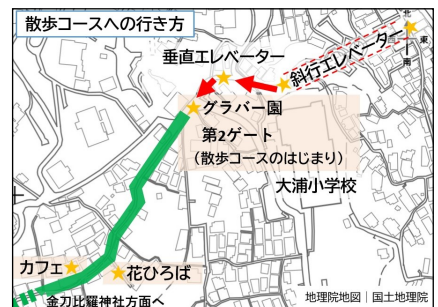 散歩コースへの行き方
北
南
斜行エレベーター
垂直エレベーター
グラバー園
第2ゲート
（散歩コースのはじまり）
大浦小学校
カフェ
花ひろば
金刀比羅神社方面へ
地理院地図｜国土地理院